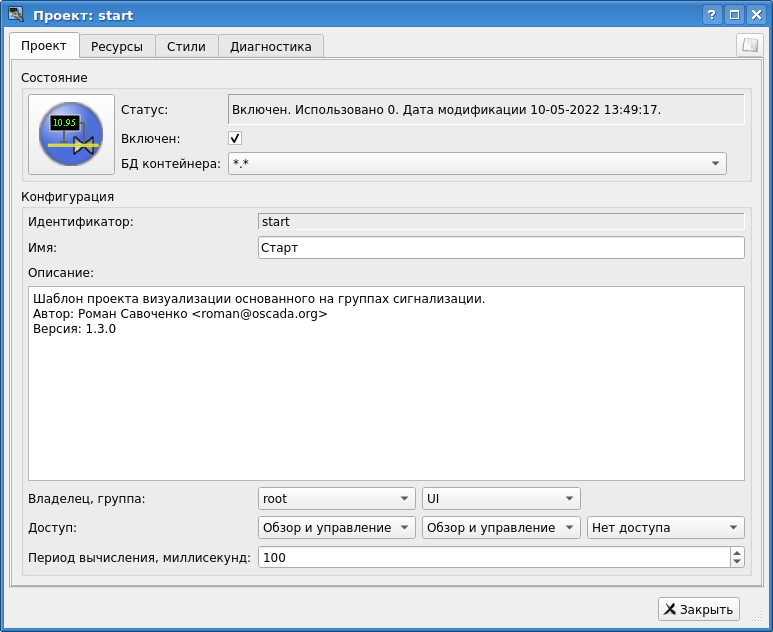 Проект: start
Проект Ресурсы Стили Диагностика
Состояние
10.95
Статус: Включен. Использовано 0. Дата модификации 10-05-2022 13:49:17.
Включен:
БД контейнера: *.*
Конфигурация
Идентификатор: start
Имя: Старт
Описание:
Шаблон проекта визуализации основанного на группах сигнализации.
Автор: Роман Савоченко <roman@oscada.org>
Версия: 1.3.0
Владелец, группа: root UI
Доступ: Обзор и управление Обзор и управление Нет доступа
Период вычисления, миллисекунд: 100
Закрыть